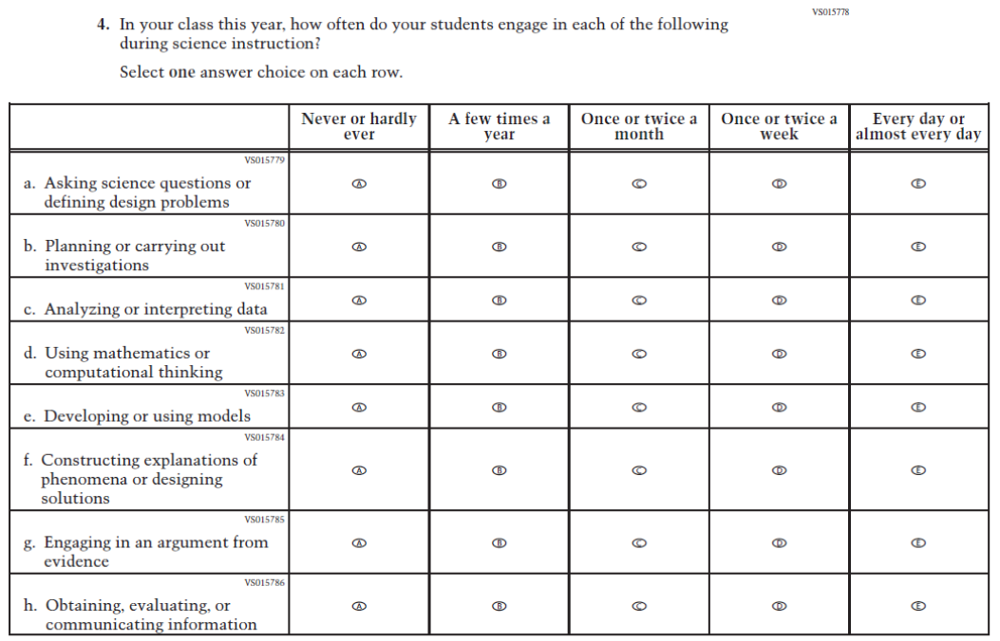 VS015778
4. In your class this year, how often do your students engage in each of the following
during science instruction?
Select one answer choice on each row.
Never or hardly
ever
A few times a
year
Once or twice a
month
Once or twice a
week
Every day or
almost every day
VS015779
a. Asking science questions or
defining design problems
A B C D E
VS015780
b. Planning or carrying out
investigations
A B C D E
VS015781
c. Analyzing or interpreting data
A B C D E
VS015782
d. Using mathematics or
computational thinking
A B C D E
VS015783
e. Developing or using models
A B C D E
VS015784
f. Constructing explanations of
phenomena or designing
solutions
A B C D E
VS015785
g. Engaging in an argument from
evidence
A B C D E
VS015786
h. Obtaining, evaluating, or
communicating information
A B C D E